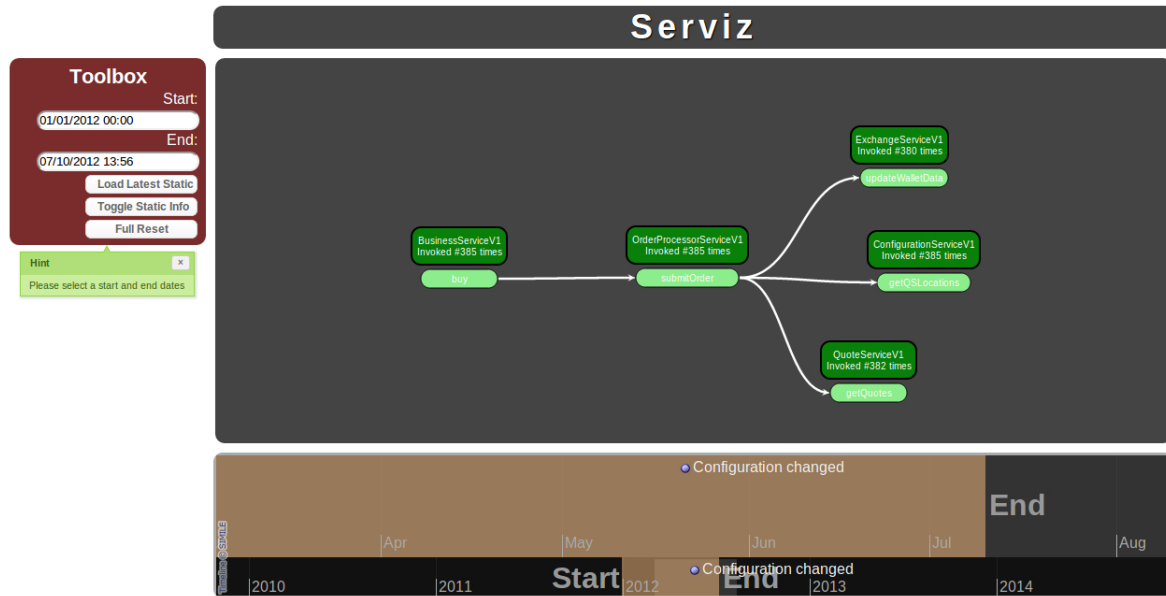 Serviz
Toolbox
Start:
01/01/2012 00:00
End:
07/10/2012 13:56
Load Latest Static
Toggle Static Info
Full Reset
Hint
x
Please select a start and end dates
BusinessServiceV1
Invoked #385 times
buy
OrderProcessorServiceV1
Invoked #385 times
submitOrder
ExchangeServiceV1
Invoked #380 times
updateWalletData
ConfigurationServiceV1
Invoked #385 times
getQSLocations
QuoteServiceV1
Invoked #382 times
getQuotes
Configuration changed
End
Apr
May
Jun
Jul
Aug
Timeline © SIMILE
Configuration changed
Start
End
2010
2011
2012
2013
2014